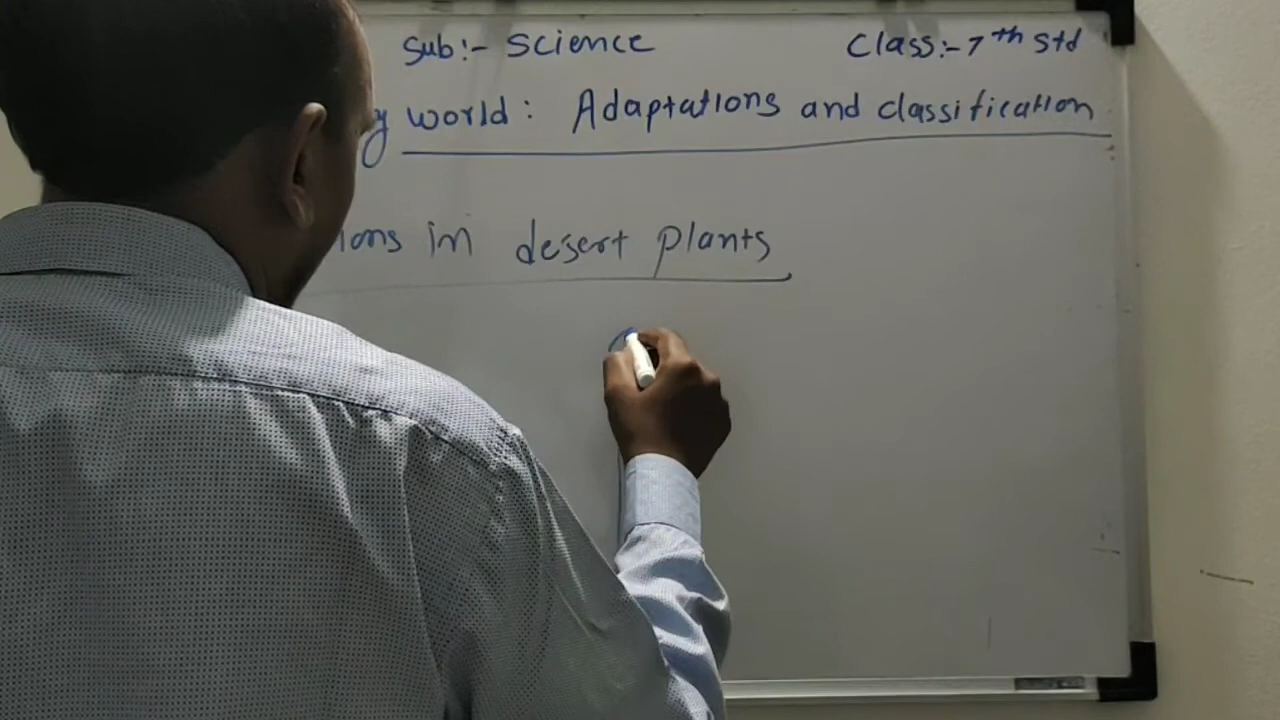 Sub:- Science Class:- 7th Std
world: Adaptations and classification
in desert plants